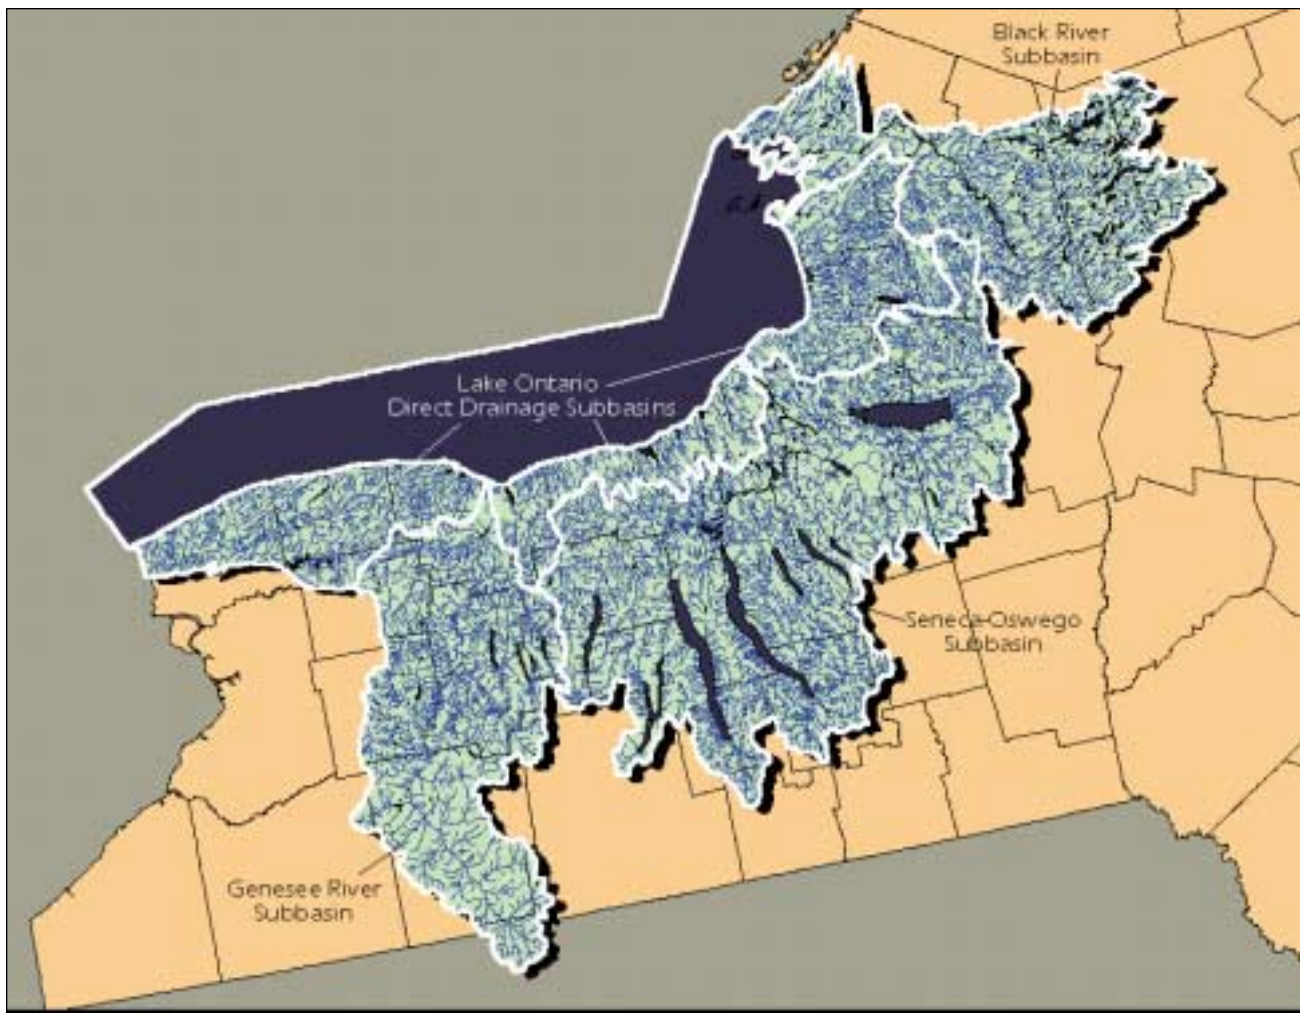 Black River
Subbasin
Lake Ontario
Direct Drainage Subbasins
Seneca-Oswego
Subbasin
Genesee River
Subbasin